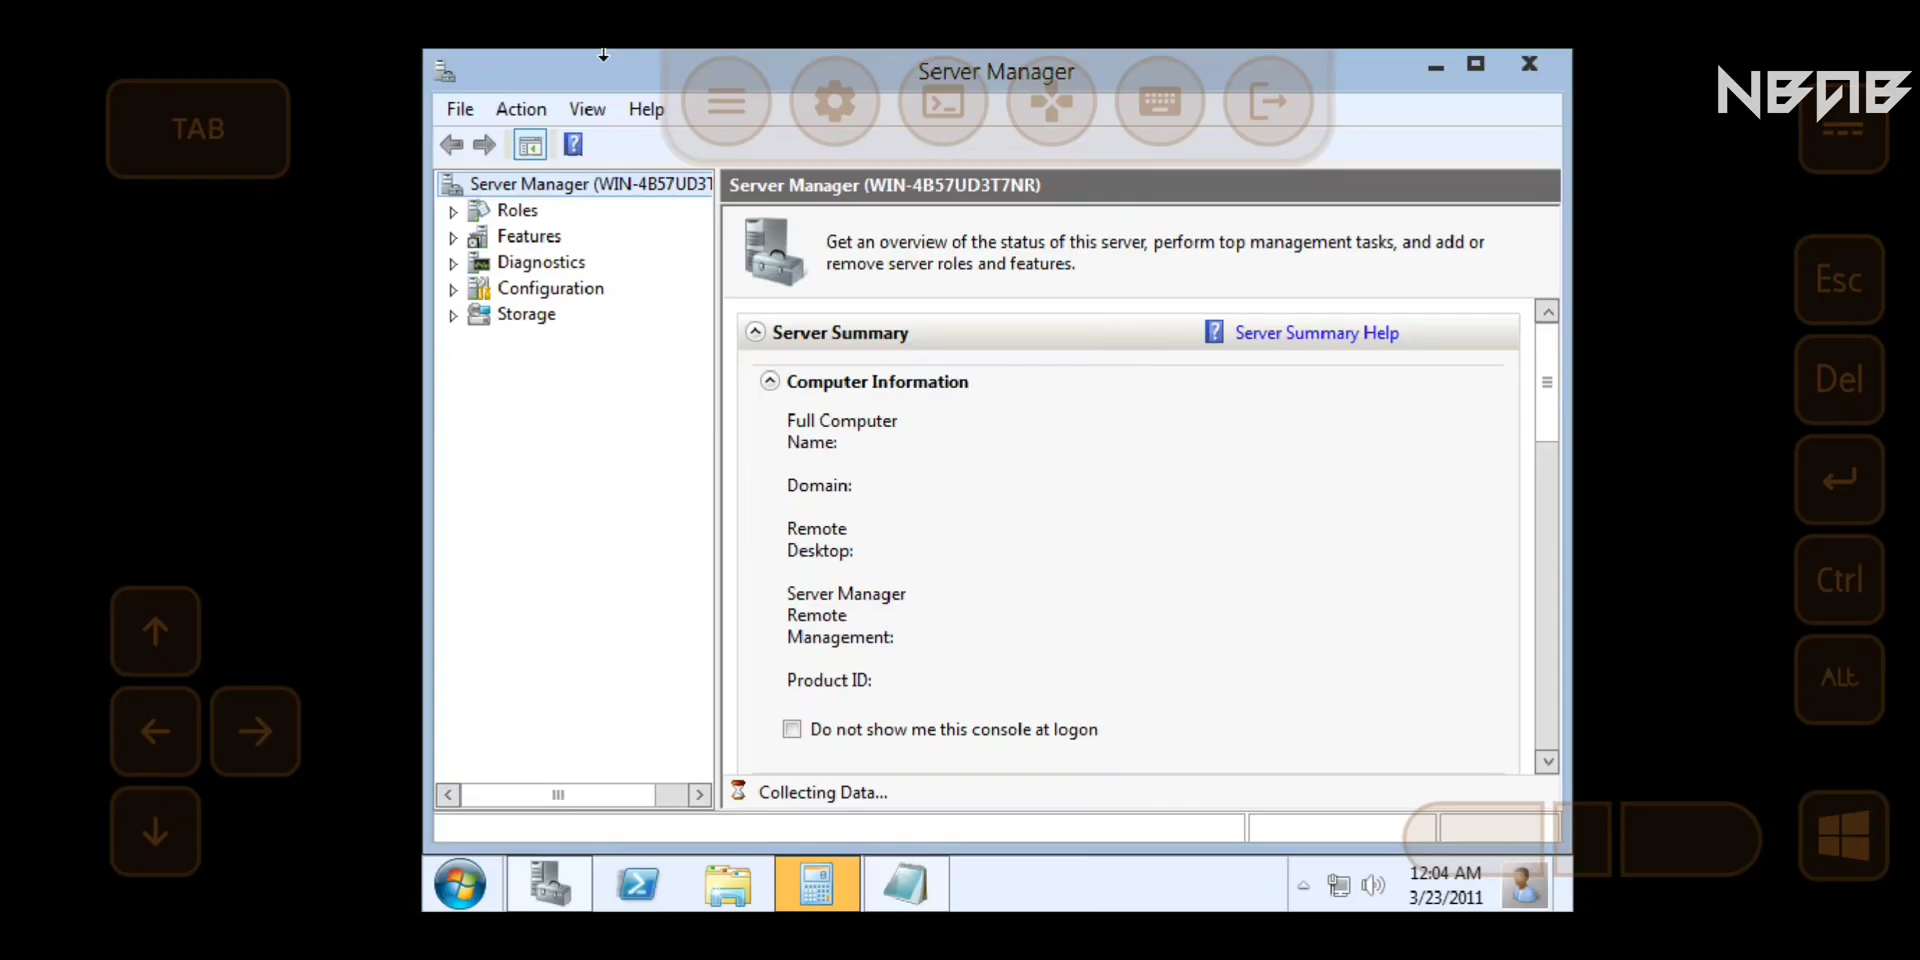 NBAB
TAB
Server Manager
File Action View Help
Server Manager (WIN-4B57UD3T
Roles
Features
Diagnostics
Configuration
Storage
Server Manager (WIN-4B57UD3T7NR)
Get an overview of the status of this server, perform top management tasks, and add or
remove server roles and features.
Server Summary
Server Summary Help
Computer Information
Full Computer
Name:
Domain:
Remote
Desktop:
Server Manager
Remote
Management:
Product ID:
Do not show me this console at logon
Collecting Data...
12:04 AM
3/23/2011
Esc
Del
Ctrl
ALt